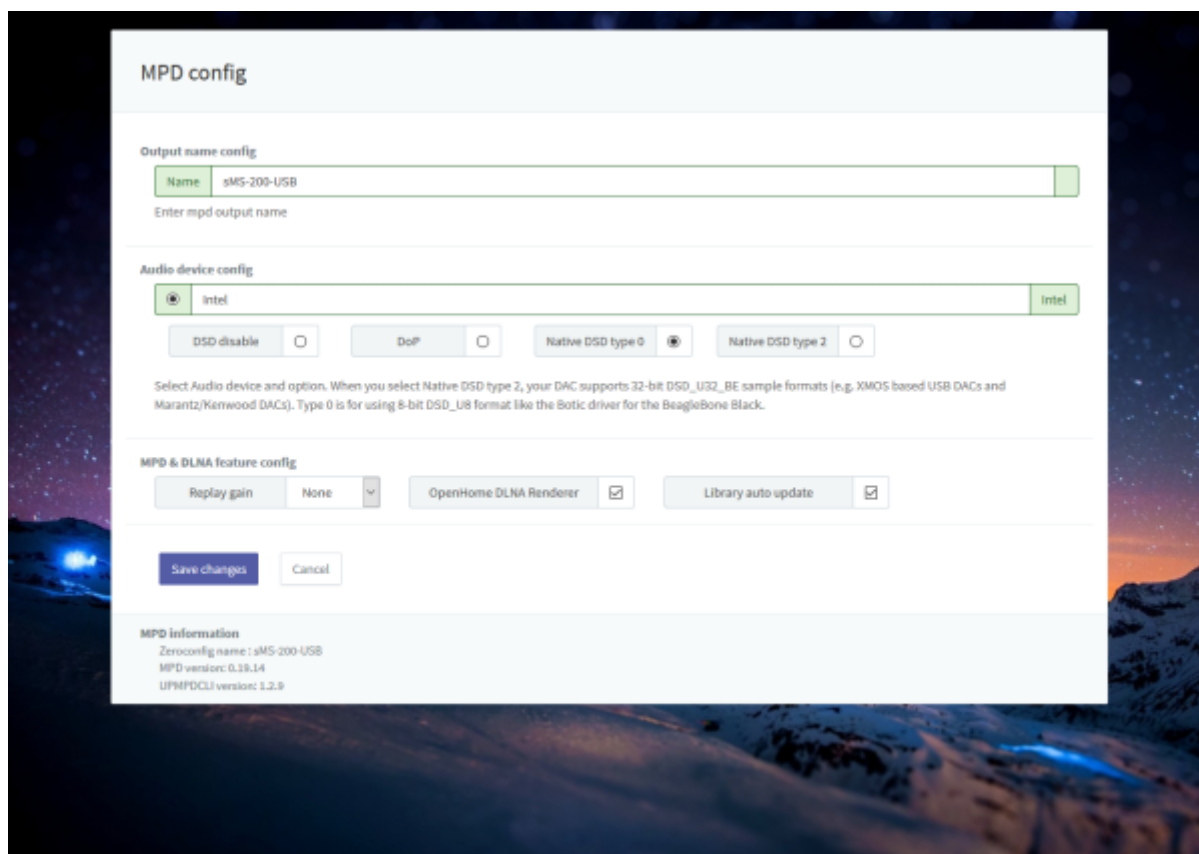 MPD config
Output name config
Name sMS-200-USB
Enter mpd output name
Audio device config
Intel Intel
DSD disable DoP Native DSD type 0 Native DSD type 2
Select Audio device and option. When you select Native DSD type 2, your DAC supports 32-bit DSD_U32_BE sample formats (e.g. XMOS based USB DACs and
Marantz/Kenwood DACs). Type 0 is for using 8-bit DSD_U8 format like the Botic driver for the BeagleBone Black.
MPD & DLNA feature config
Replay gain None OpenHome DLNA Renderer Library auto update
Save changes Cancel
MPD information
Zeroconfig name : sMS-200-USB
MPD version: 0.19.14
UPMPDCLI version: 1.2.9